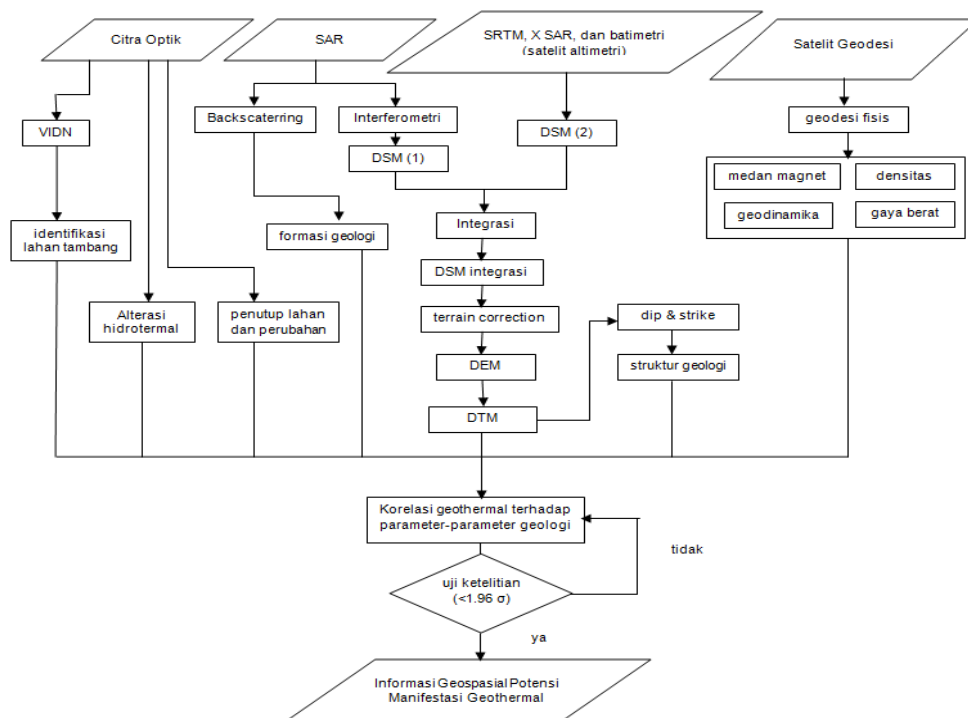 Citra Optik
SAR
SRTM, X SAR, dan batimetri
(satelit altimetri)
Satelit Geodesi
VIDN
Backscaterring
Interferometri
DSM (1)
DSM (2)
geodesi fisis
medan magnet
densitas
geodinamika
gaya berat
identifikasi
lahan tambang
formasi geologi
Integrasi
DSM integrasi
Alterasi
hidrotermal
penutup lahan
dan perubahan
terrain correction
dip & strike
DEM
struktur geologi
DTM
Korelasi geothermal terhadap
parameter-parameter geologi
tidak
uji ketelitian
(<1.96 σ)
ya
Informasi Geospasial Potensi
Manifestasi Geothermal